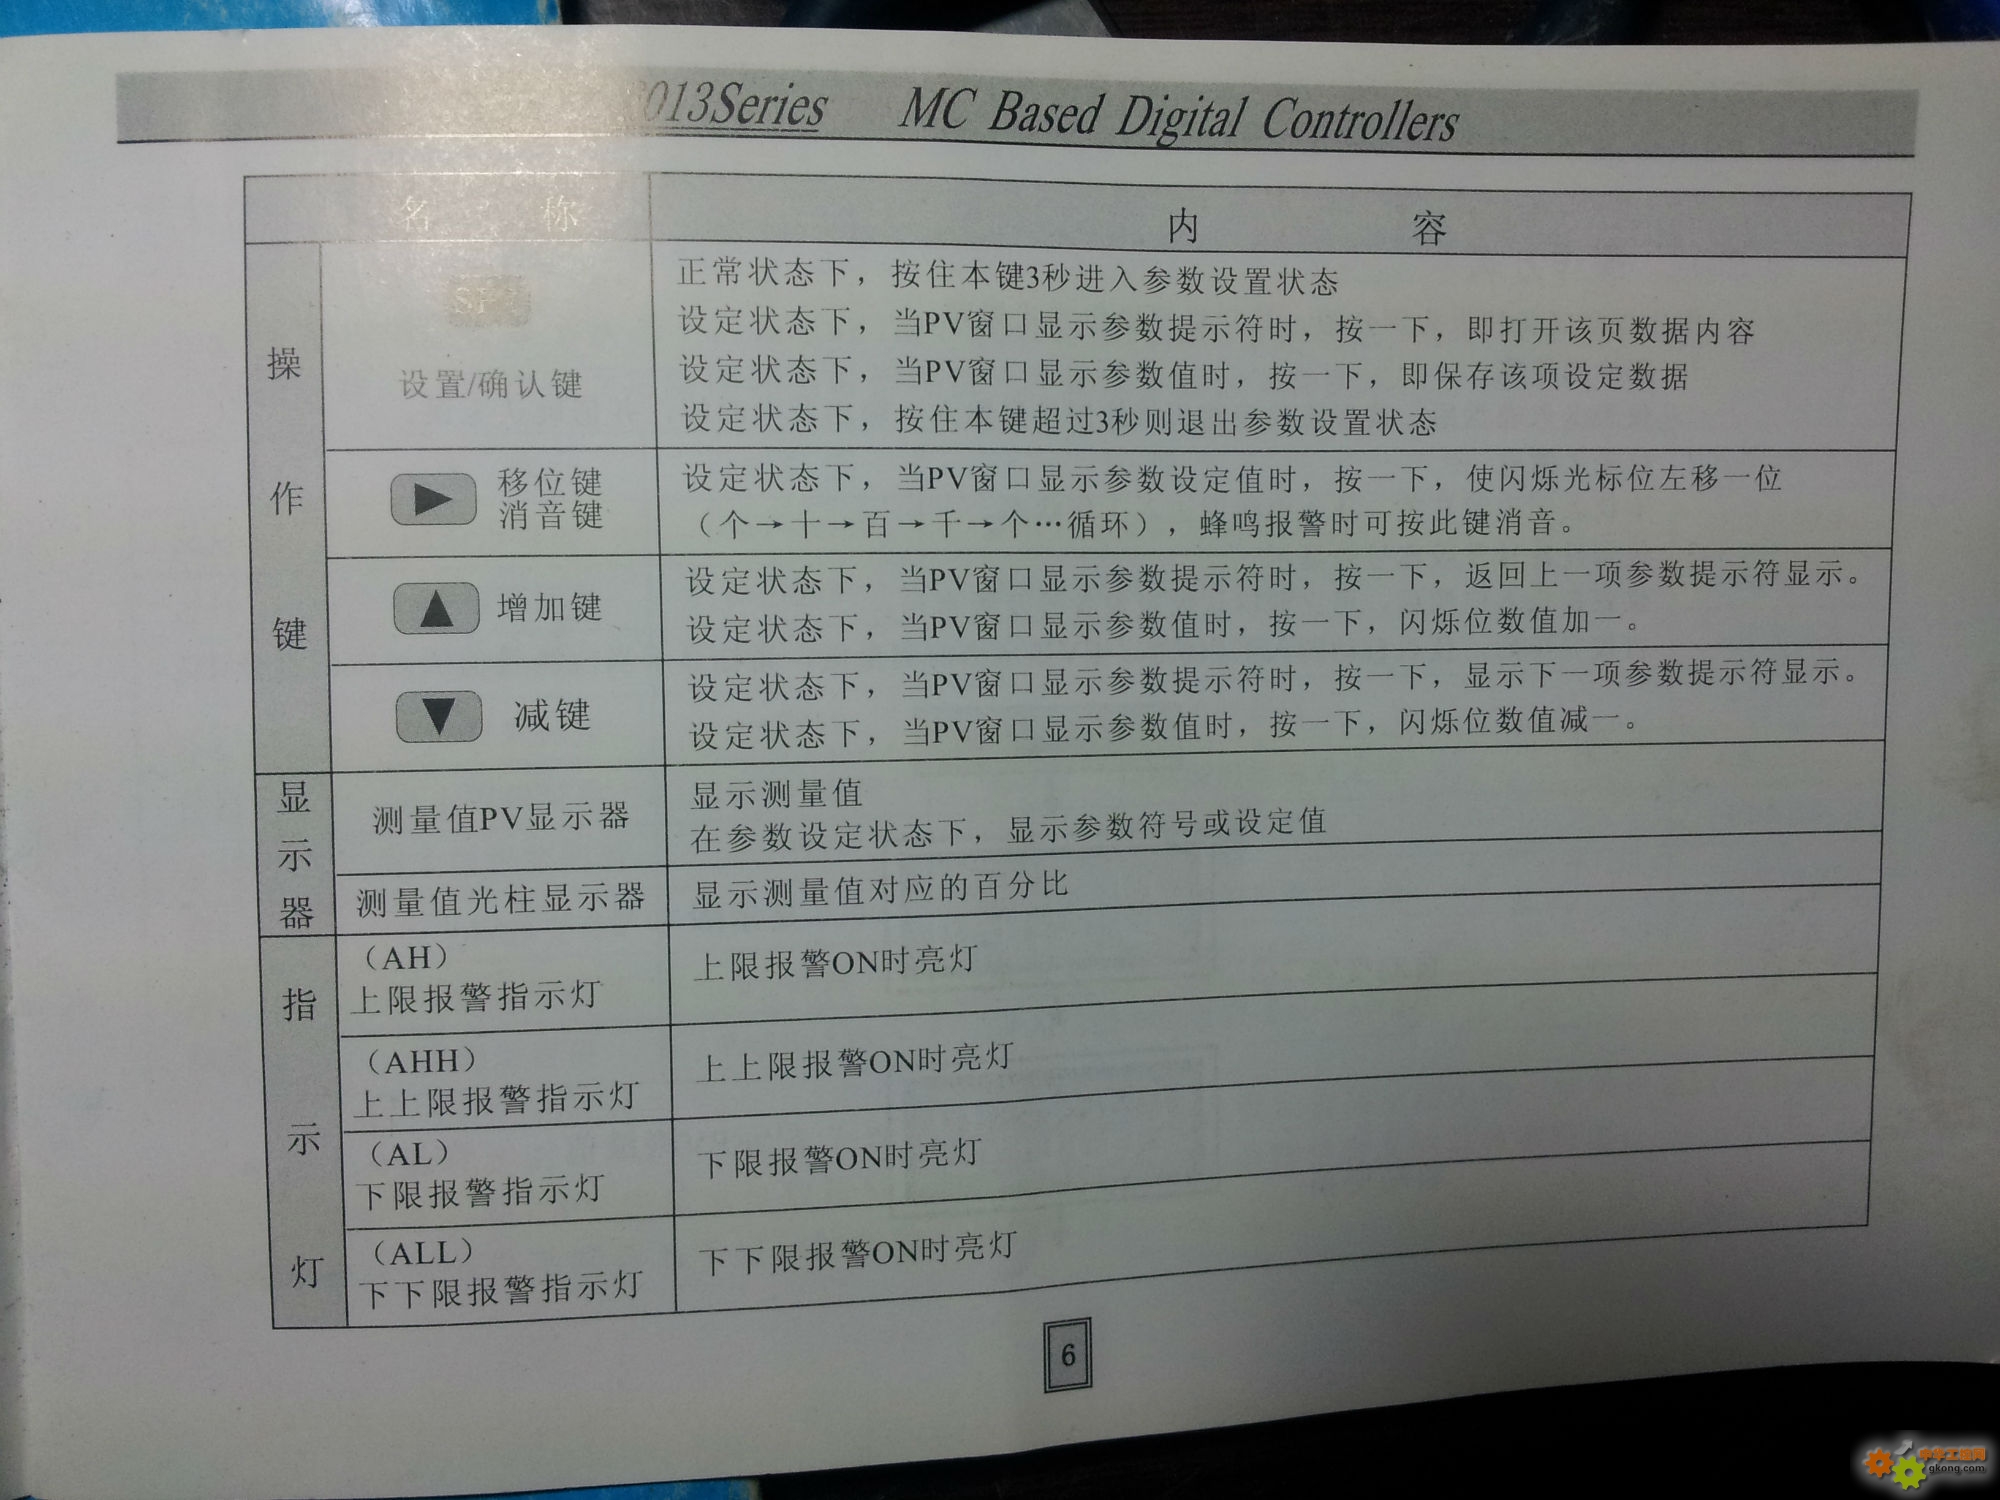 013Series MC Based Digital Controllers
名 称 内 容
操作键
设置/确认键
正常状态下，按住本键3秒进入参数设置状态
设定状态下，当PV窗口显示参数提示符时，按一下，即打开该页数据内容
设定状态下，当PV窗口显示参数值时，按一下，即保存该项设定数据
设定状态下，按住本键超过3秒则退出参数设置状态
移位键
消音键
设定状态下，当PV窗口显示参数设定值时，按一下，使闪烁光标位左移一位
（个→十→百→千→个…循环），蜂鸣报警时可按此键消音。
增加键
设定状态下，当PV窗口显示参数提示符时，按一下，返回上一项参数提示符显示。
设定状态下，当PV窗口显示参数值时，按一下，闪烁位数值加一。
减键
设定状态下，当PV窗口显示参数提示符时，按一下，显示下一项参数提示符显示。
设定状态下，当PV窗口显示参数值时，按一下，闪烁位数值减一。
显示器
测量值PV显示器
显示测量值
在参数设定状态下，显示参数符号或设定值
测量值光柱显示器
显示测量值对应的百分比
指示灯
（AH）
上限报警指示灯
上限报警ON时亮灯
（AHH）
上上限报警指示灯
上上限报警ON时亮灯
（AL）
下限报警指示灯
下限报警ON时亮灯
（ALL）
下下限报警指示灯
下下限报警ON时亮灯
6
中华工控网
gkong.com